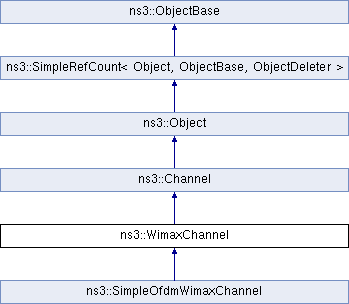 ns3::ObjectBase
ns3::SimpleRefCount< Object, ObjectBase, ObjectDeleter >
ns3::Object
ns3::Channel
ns3::WimaxChannel
ns3::SimpleOfdmWimaxChannel